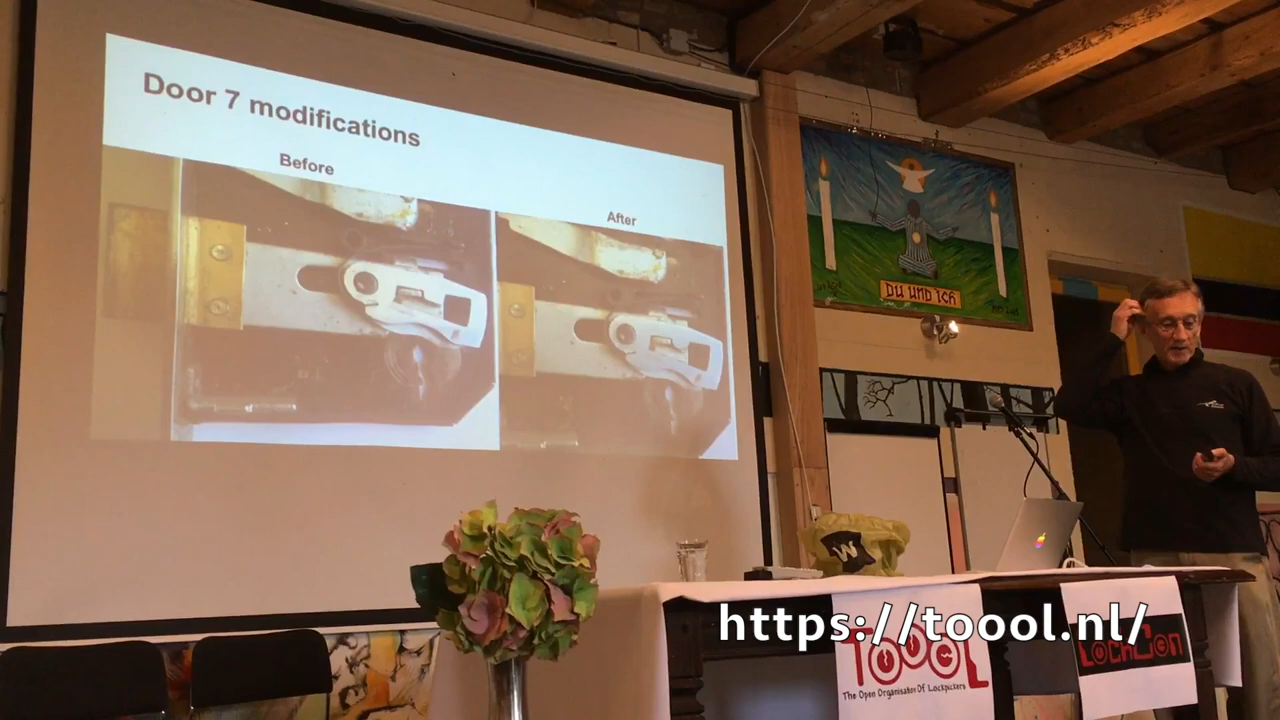 Door 7 modifications
Before
After
DU UND ICH
W
https://toool.nl/
TOOOL
The Open Organisation Of Lockpickers
LockCon